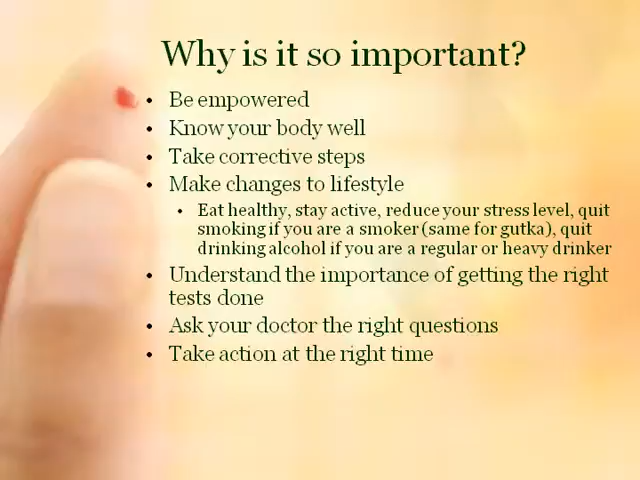 Why is it so important?
• Be empowered
• Know your body well
• Take corrective steps
• Make changes to lifestyle
• Eat healthy, stay active, reduce your stress level, quit
smoking if you are a smoker (same for gutka), quit
drinking alcohol if you are a regular or heavy drinker
• Understand the importance of getting the right
tests done
• Ask your doctor the right questions
• Take action at the right time